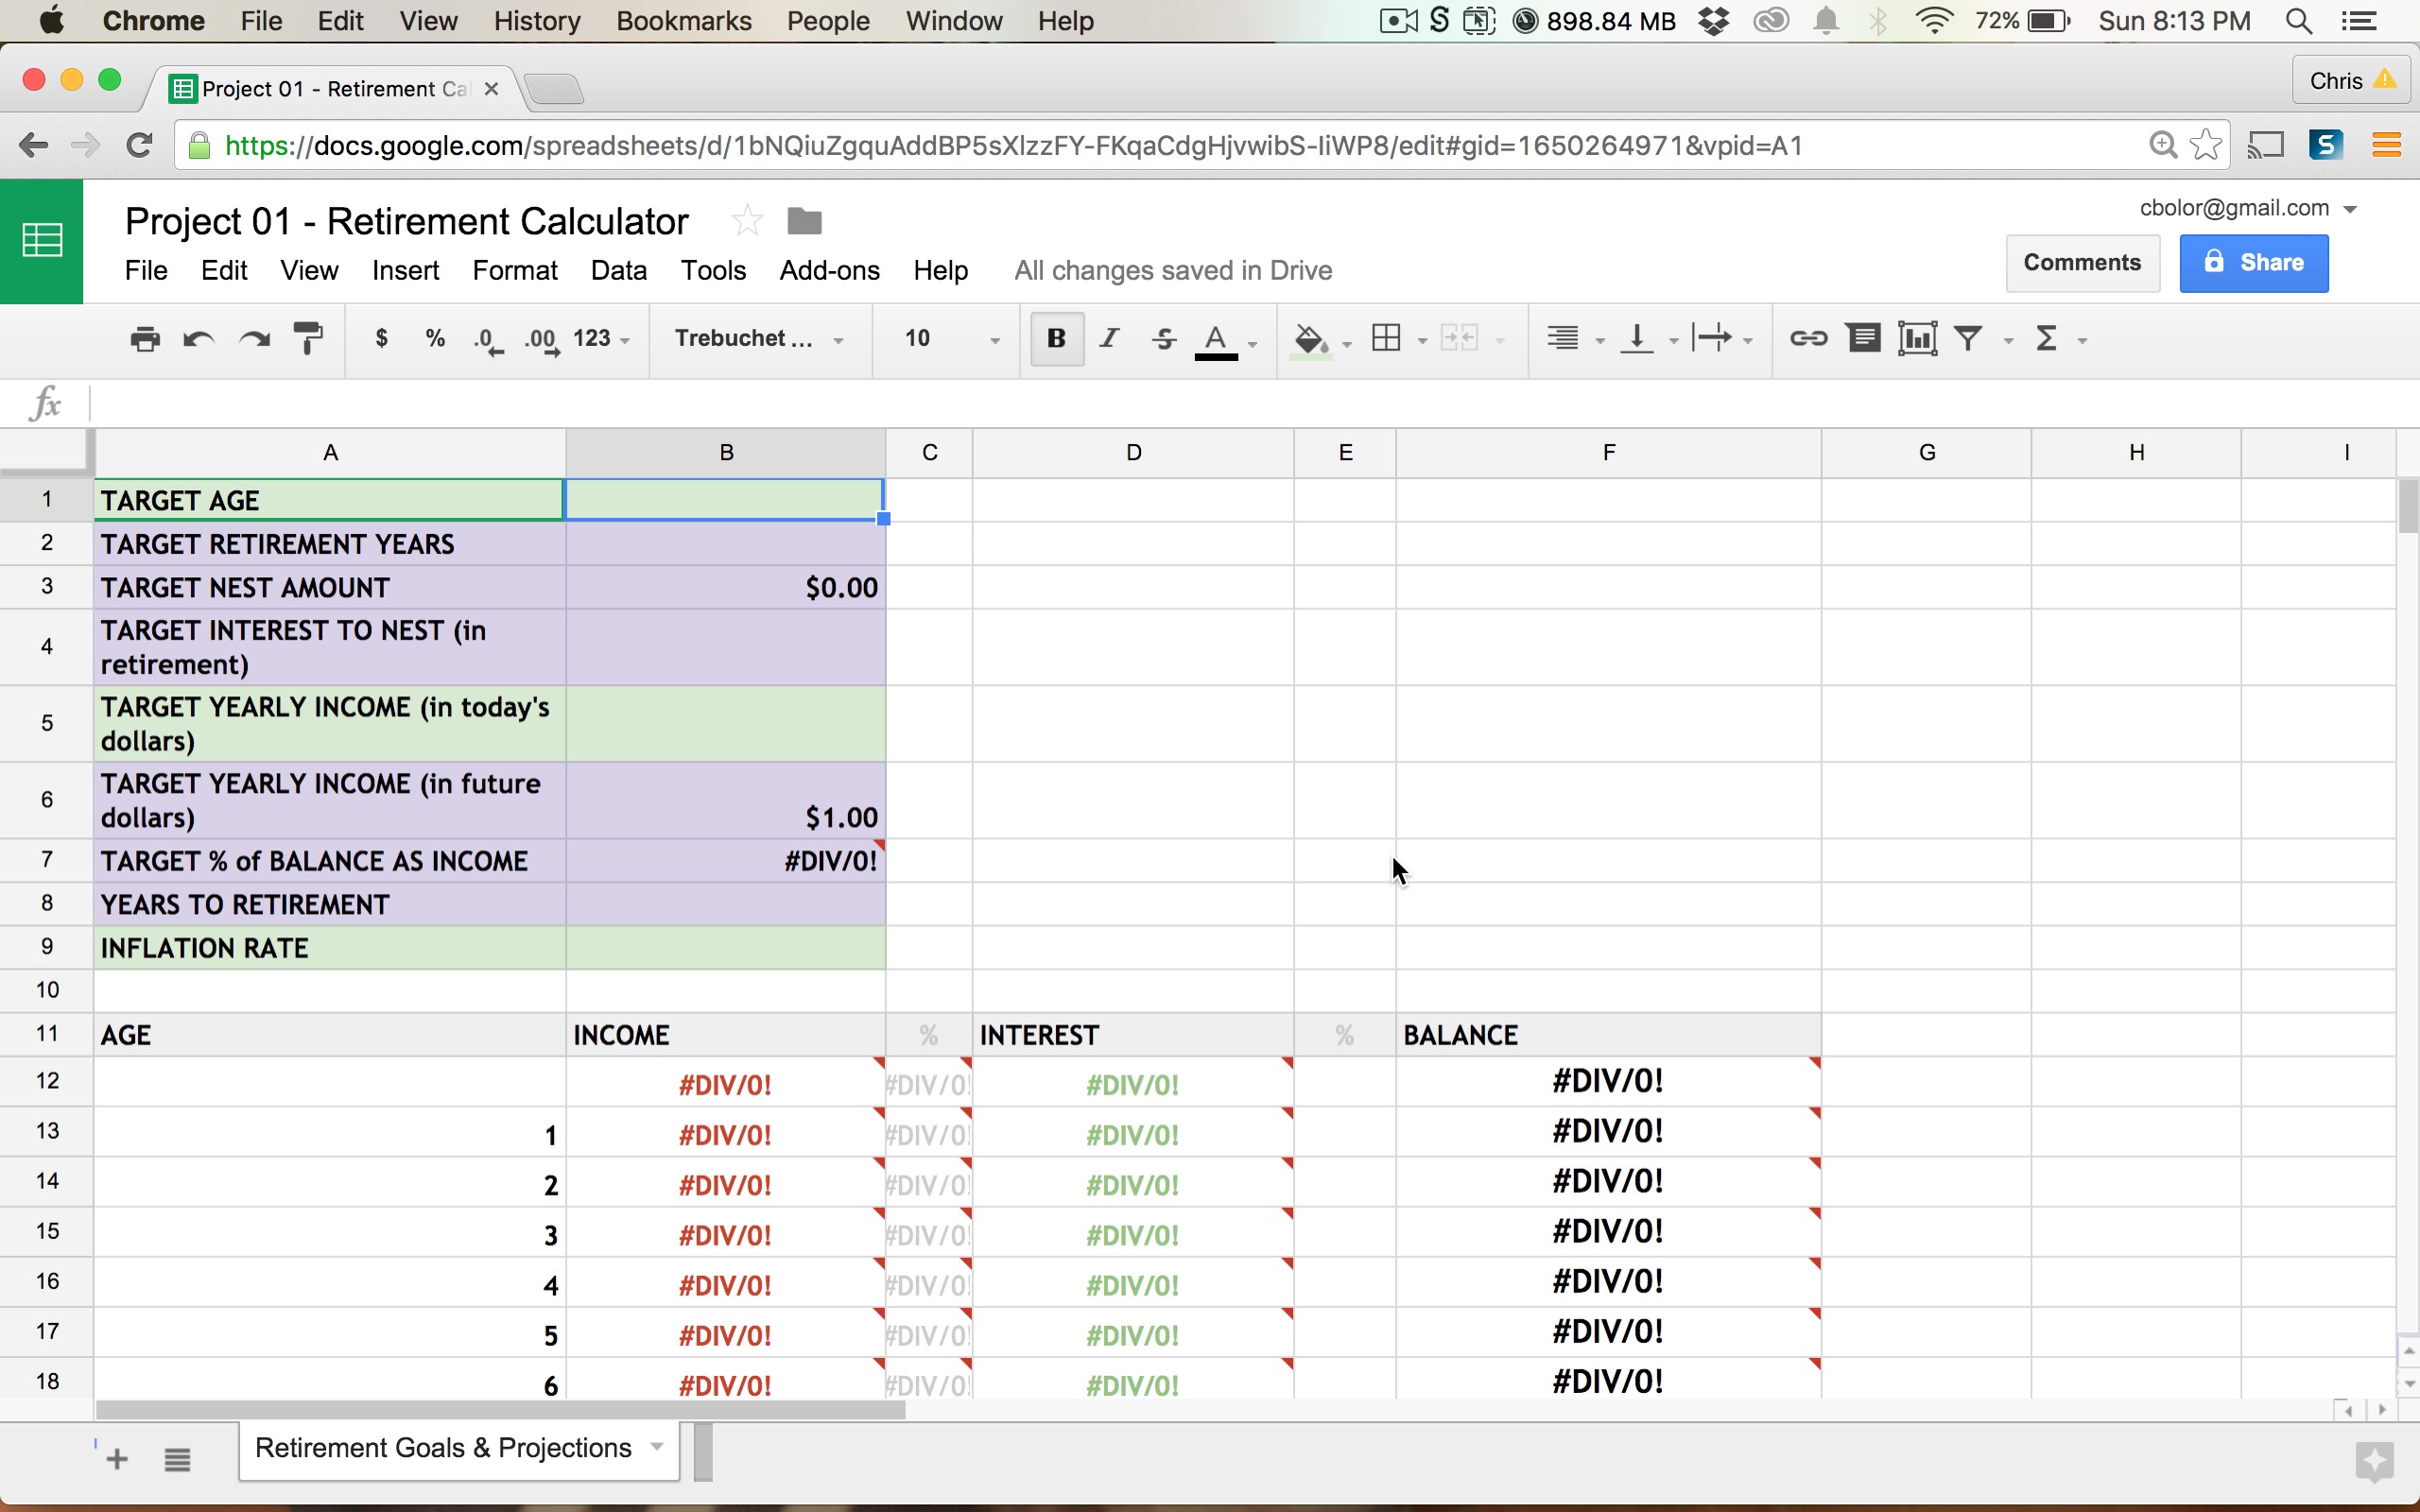 Chrome File Edit View History Bookmarks People Window Help 898.84 MB 72% Sun 8:13 PM
Project 01 - Retirement Ca
Chris
https://docs.google.com/spreadsheets/d/1bNQiuZgquAddBP5sXlzzFY-FKqaCdgHjvwibS-liWP8/edit#gid=1650264971&vpid=A1
Project 01 - Retirement Calculator
cbolor@gmail.com
File Edit View Insert Format Data Tools Add-ons Help All changes saved in Drive
Comments Share
$ % .0 .00 123 Trebuchet ... 10 B I S A Σ
fx
A B C D E F G H I
1 TARGET AGE
2 TARGET RETIREMENT YEARS
3 TARGET NEST AMOUNT $0.00
4 TARGET INTEREST TO NEST (in
retirement)
5 TARGET YEARLY INCOME (in today's
dollars)
6 TARGET YEARLY INCOME (in future
dollars) $1.00
7 TARGET % of BALANCE AS INCOME #DIV/0!
8 YEARS TO RETIREMENT
9 INFLATION RATE
10
11 AGE INCOME % INTEREST % BALANCE
12 #DIV/0! #DIV/0! #DIV/0! #DIV/0!
13 1 #DIV/0! #DIV/0! #DIV/0! #DIV/0!
14 2 #DIV/0! #DIV/0! #DIV/0! #DIV/0!
15 3 #DIV/0! #DIV/0! #DIV/0! #DIV/0!
16 4 #DIV/0! #DIV/0! #DIV/0! #DIV/0!
17 5 #DIV/0! #DIV/0! #DIV/0! #DIV/0!
18 6 #DIV/0! #DIV/0! #DIV/0! #DIV/0!
Retirement Goals & Projections